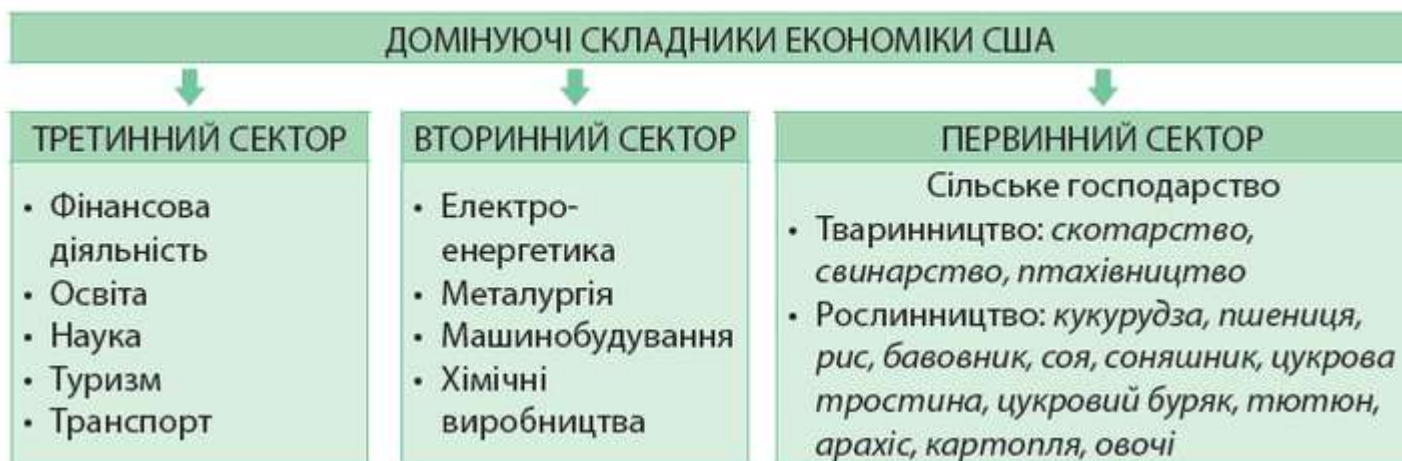 ДОМІНУЮЧІ СКЛАДНИКИ ЕКОНОМІКИ США
ТРЕТИННИЙ СЕКТОР
• Фінансова
діяльність
• Освіта
• Наука
• Туризм
• Транспорт
ВТОРИННИЙ СЕКТОР
• Електро-
енергетика
• Металургія
• Машинобудування
• Хімічні
виробництва
ПЕРВИННИЙ СЕКТОР
Сільське господарство
• Тваринництво: скотарство,
свинарство, птахівництво
• Рослинництво: кукурудза, пшениця,
рис, бавовник, соя, соняшник, цукрова
тростина, цукровий буряк, тютюн,
арахіс, картопля, овочі